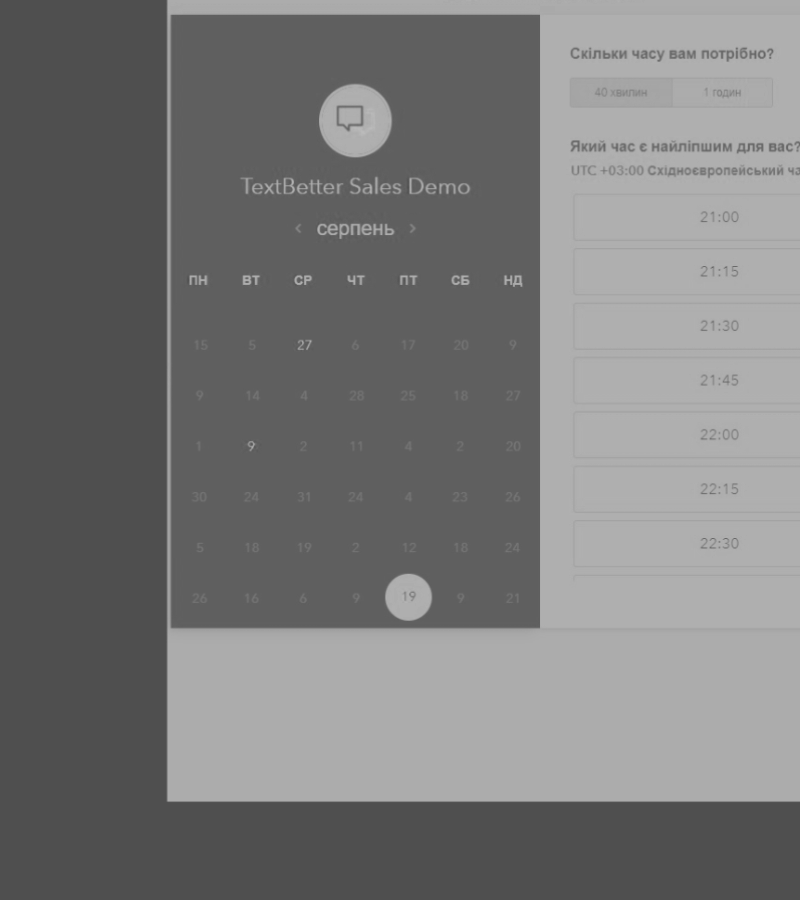 TextBetter Sales Demo
‹ серпень ›
ПН ВТ СР ЧТ ПТ СБ НД
15 5 27 6 17 20 9
9 14 4 28 25 18 27
1 9 2 11 4 2 20
30 24 31 24 4 23 26
5 18 19 2 12 18 24
26 16 6 9 19 9 21
Скільки часу вам потрібно?
40 хвилин 1 годин
Який час є найліпшим для вас?
UTC +03:00 Східноєвропейський
21:00
21:15
21:30
21:45
22:00
22:15
22:30